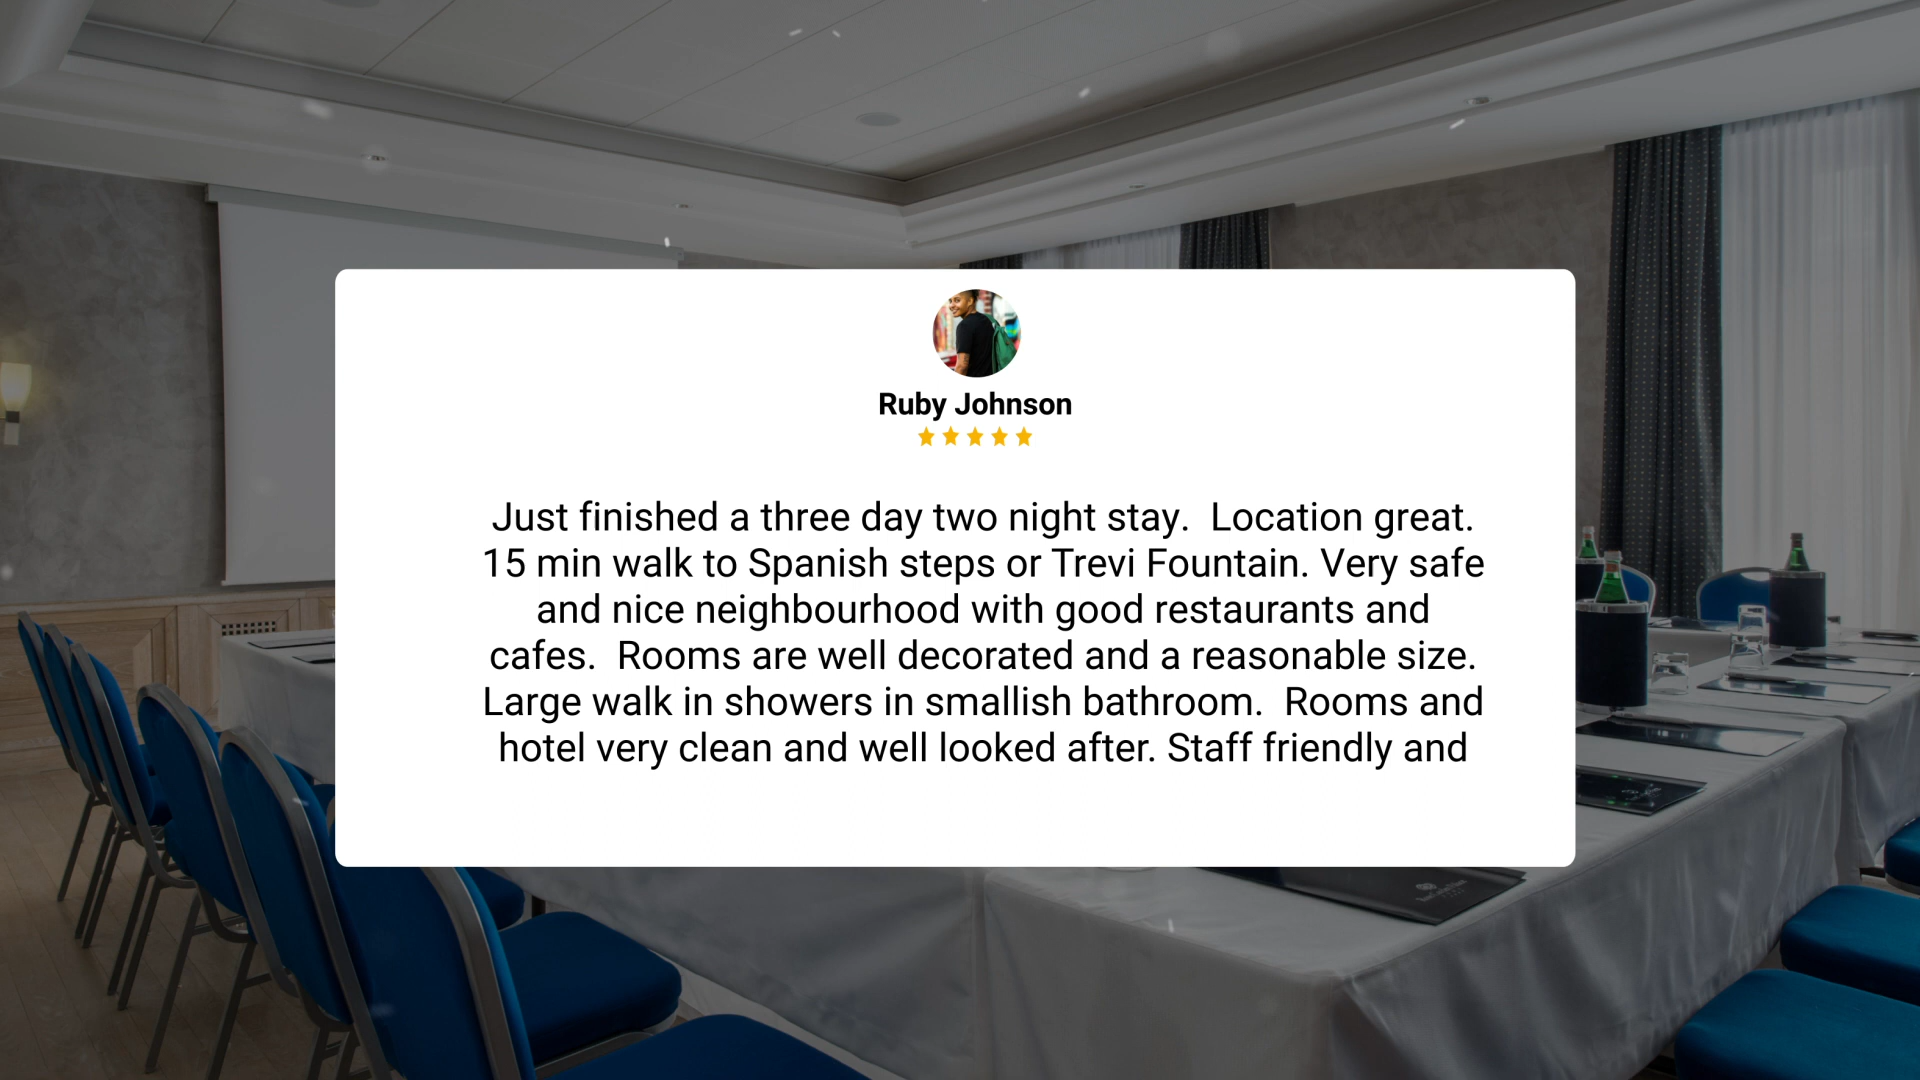 Ruby Johnson
Just finished a three day two night stay.  Location great.
15 min walk to Spanish steps or Trevi Fountain. Very safe
and nice neighbourhood with good restaurants and
cafes.  Rooms are well decorated and a reasonable size.
Large walk in showers in smallish bathroom.  Rooms and
hotel very clean and well looked after. Staff friendly and